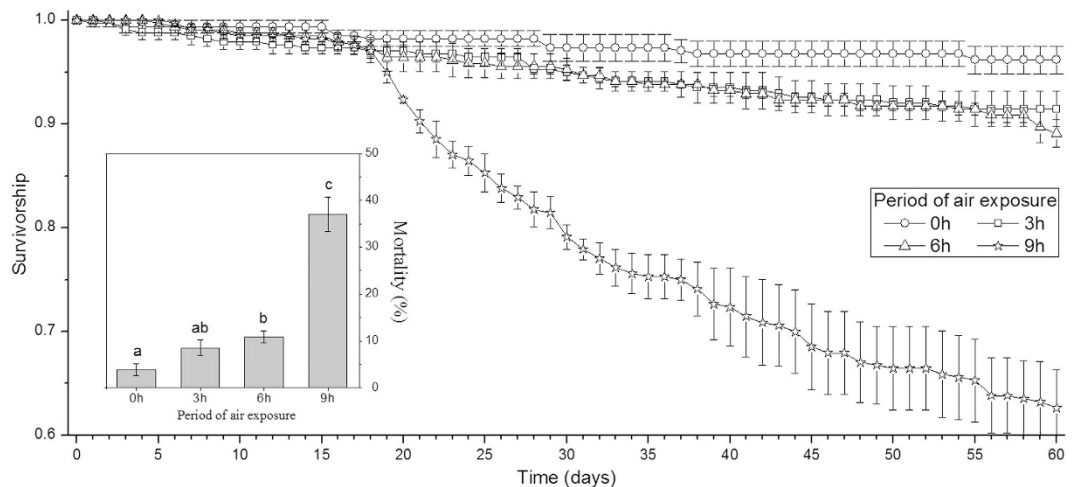 1.0
0.9
0.8
0.7
0.6
Survivorship
0 5 10 15 20 25 30 35 40 45 50 55 60
Time (days)
Period of air exposure
0h 3h
6h 9h
50
40
30
20
10
0
Mortality (%)
a ab b c
0h 3h 6h 9h
Period of air exposure